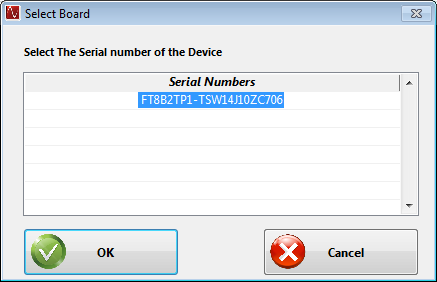 Select Board
Select The Serial number of the Device
Serial Numbers
FT8B2TP1-TSW14J10ZC706
OK
Cancel